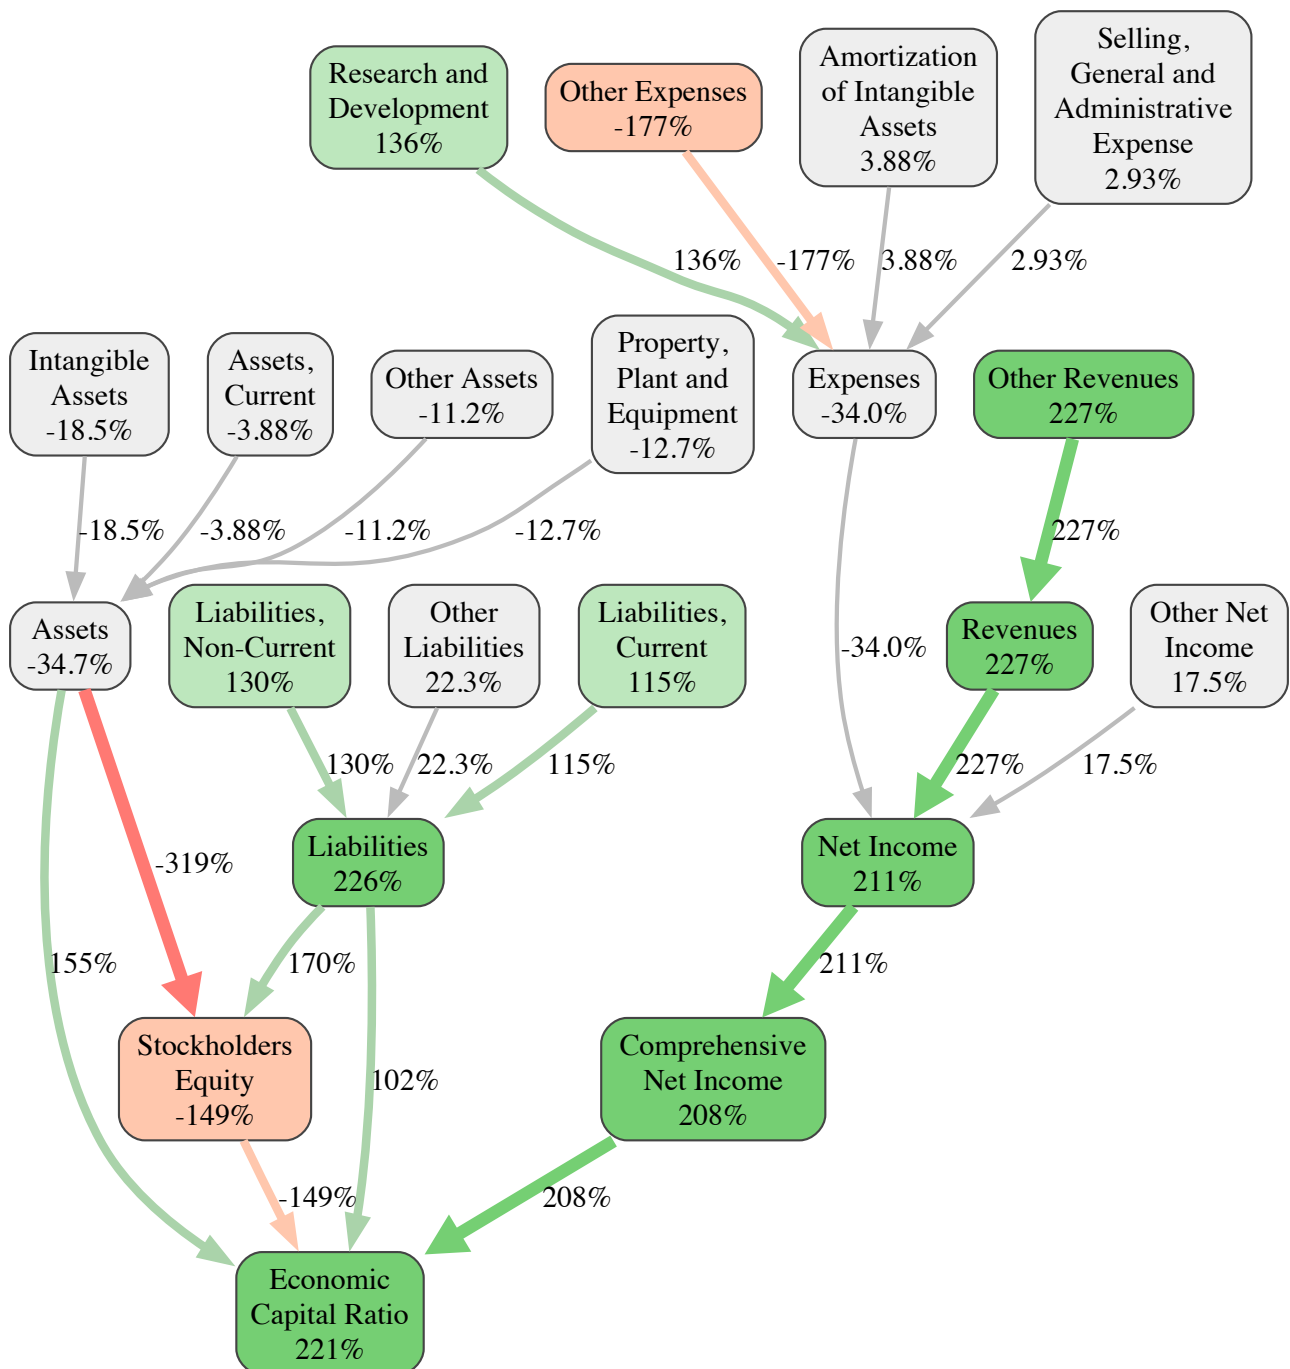 Research and
Development
136%
Other Expenses
-177%
Amortization
of Intangible
Assets
3.88%
Selling,
General and
Administrative
Expense
2.93%
136%
-177%
3.88%
2.93%
Intangible
Assets
-18.5%
Assets,
Current
-3.88%
Other Assets
-11.2%
Property,
Plant and
Equipment
-12.7%
Expenses
-34.0%
Other Revenues
227%
-18.5%
-3.88%
-11.2%
-12.7%
227%
Assets
-34.7%
Liabilities,
Non-Current
130%
Other
Liabilities
22.3%
Liabilities,
Current
115%
-34.0%
Revenues
227%
Other Net
Income
17.5%
130%
22.3%
115%
227%
17.5%
-319%
Liabilities
226%
Net Income
211%
155%
170%
211%
Stockholders
Equity
-149%
102%
Comprehensive
Net Income
208%
-149%
208%
Economic
Capital Ratio
221%